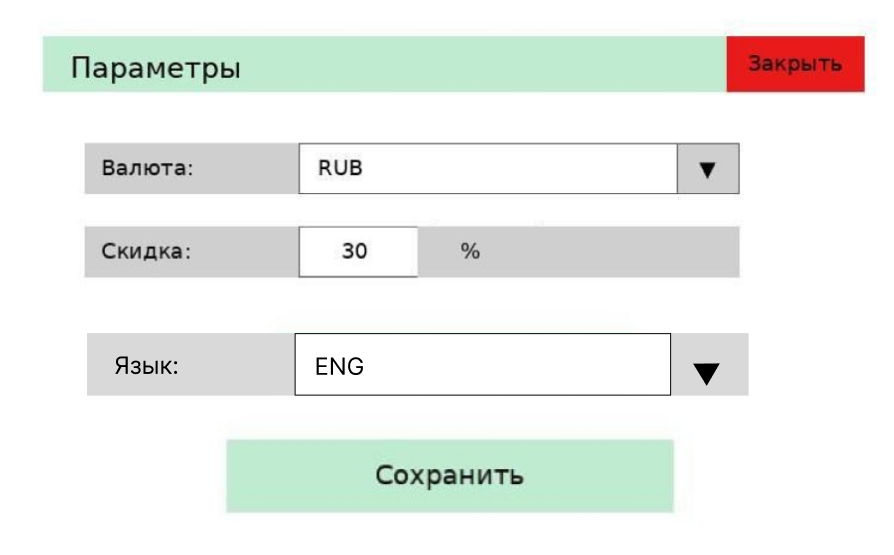 Параметры Закрыть
Валюта: RUB ▼
Скидка: 30 %
Язык: ENG ▼
Сохранить